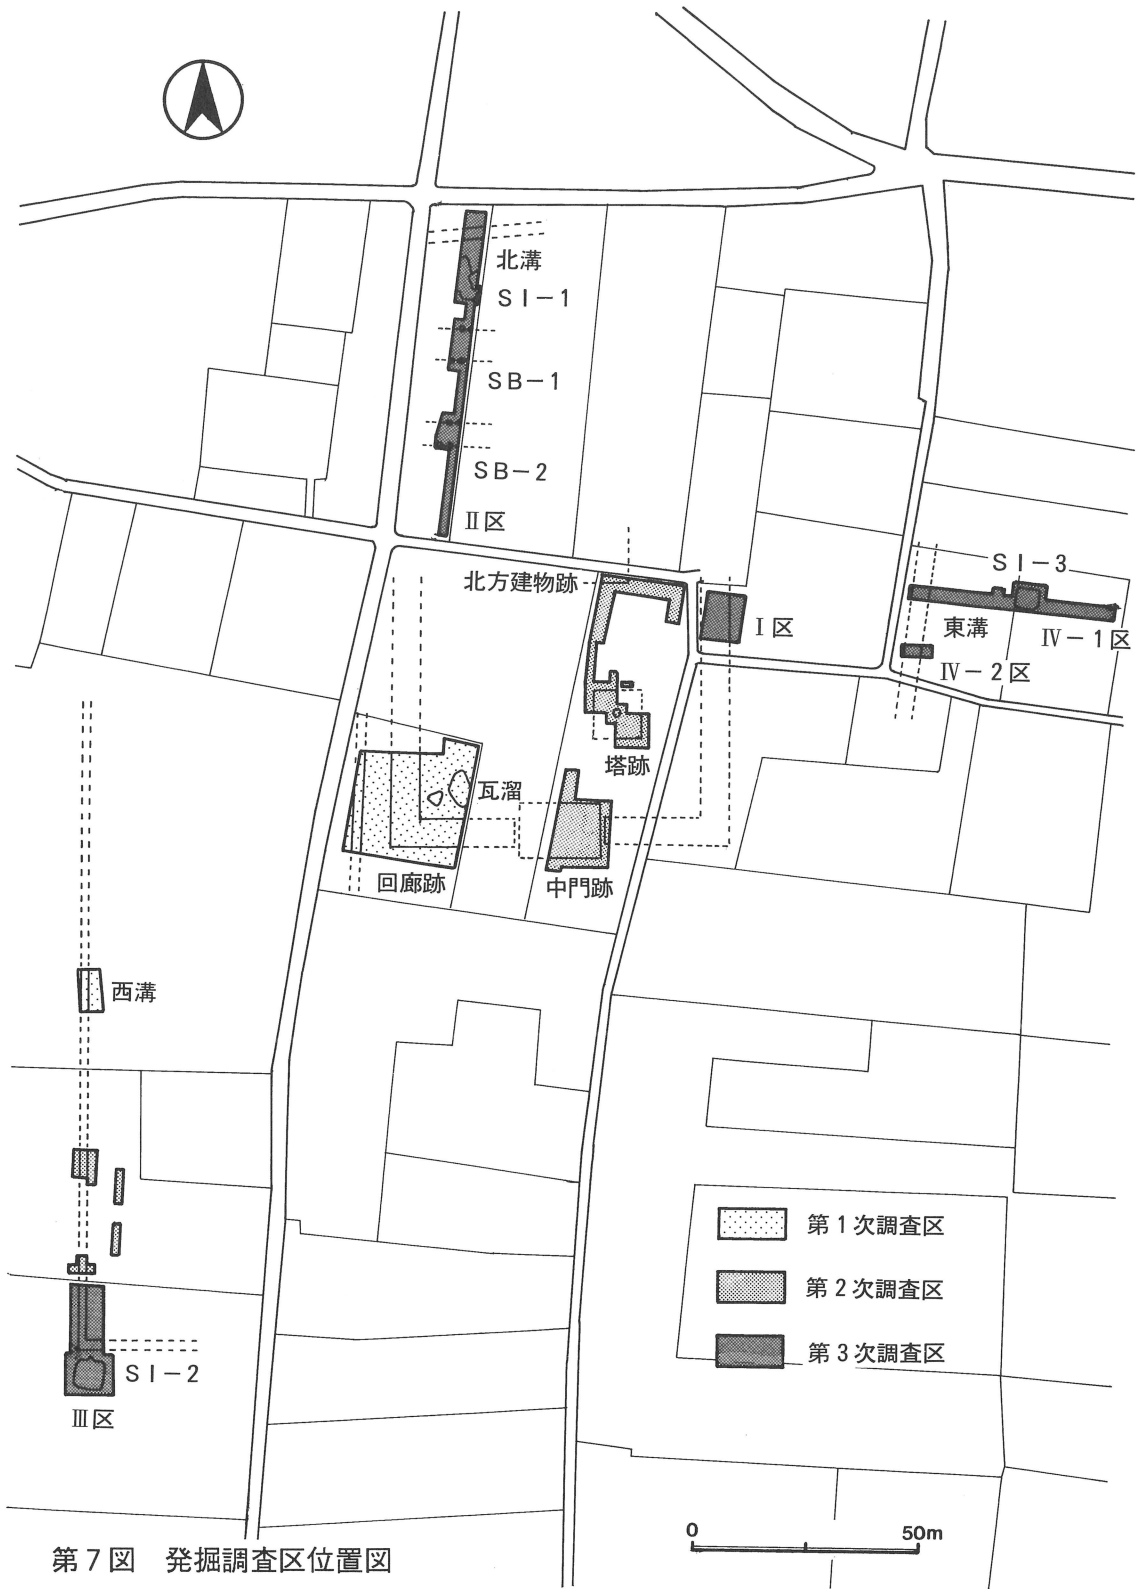 北溝
SI-1
SB-1
SB-2
Ⅱ区
北方建物跡
Ⅰ区
SI-3
東溝
Ⅳ-1区
Ⅳ-2区
塔跡
瓦溜
回廊跡
中門跡
西溝
第1次調査区
第2次調査区
第3次調査区
SI-2
Ⅲ区
0 50m
第7図 発掘調査区位置図